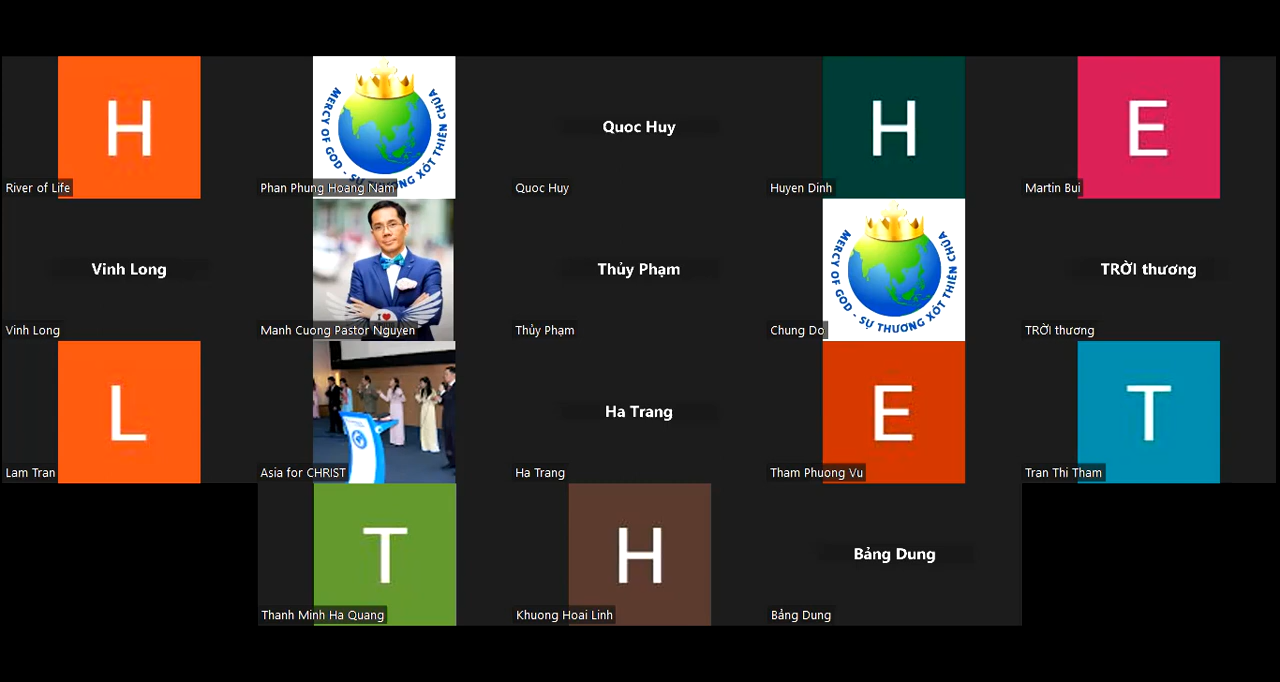 H
MERCY OF GOD - SỰ THƯƠNG XÓT THIÊN CHÚA
Quoc Huy
H
E
River of Life
Phan Phung Hoang Nam
Quoc Huy
Huyen Dinh
Martin Bui
Vinh Long
I ❤
Thủy Phạm
MERCY OF GOD - SỰ THƯƠNG XÓT THIÊN CHÚA
TRỜI thương
Vinh Long
Manh Cuong Pastor Nguyen
Thủy Phạm
Chung Do
TRỜI thương
L
Ha Trang
E
T
Lam Tran
Asia for CHRIST
Ha Trang
Tham Phuong Vu
Tran Thi Tham
T
H
Bảng Dung
Thanh Minh Ha Quang
Khuong Hoai Linh
Bảng Dung